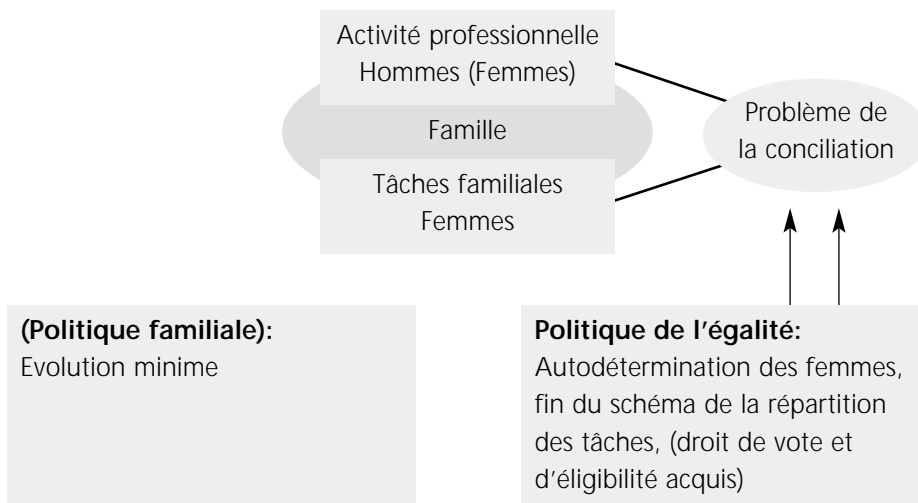 Activité professionnelle
Hommes (Femmes)
Famille
Tâches familiales
Femmes
Problème de
la conciliation
(Politique familiale):
Evolution minime
Politique de l'égalité:
Autodétermination des femmes,
fin du schéma de la répartition
des tâches, (droit de vote et
d'éligibilité acquis)